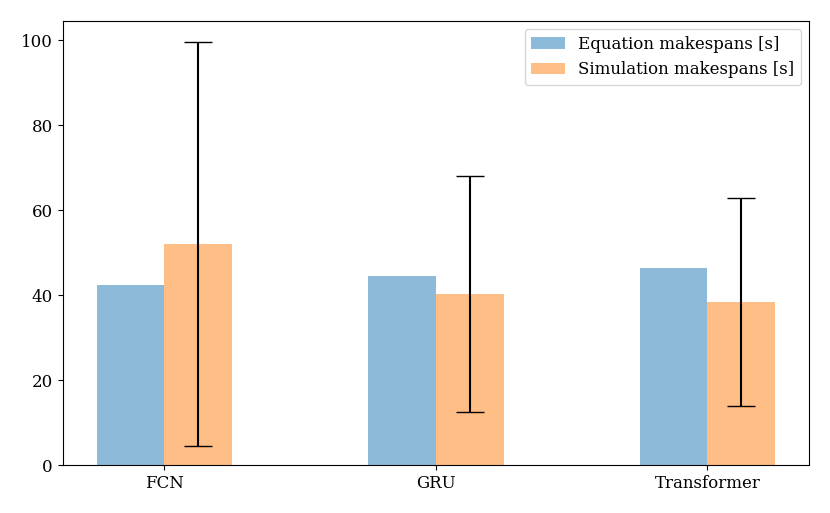 100
80
60
40
20
0
Equation makespans [s]
Simulation makespans [s]
FCN
GRU
Transformer